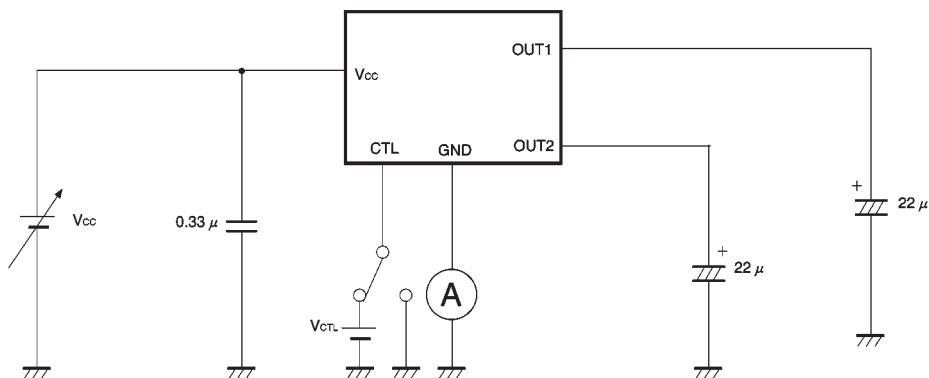 OUT1
Vcc
CTL
GND
OUT2
Vcc
0.33 μ
+
22 μ
+
22 μ
A
VCTL